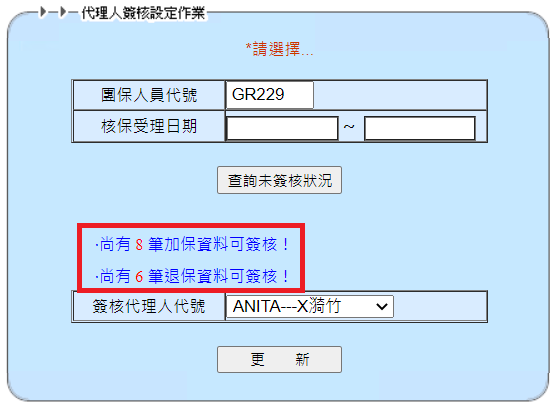 代理人簽核設定作業
*請選擇...
團保人員代號 GR229
核保受理日期 ~
查詢未簽核狀況
·尚有 8 筆加保資料可簽核！
·尚有 6 筆退保資料可簽核！
簽核代理人代號 ANITA---X漪竹
更 新